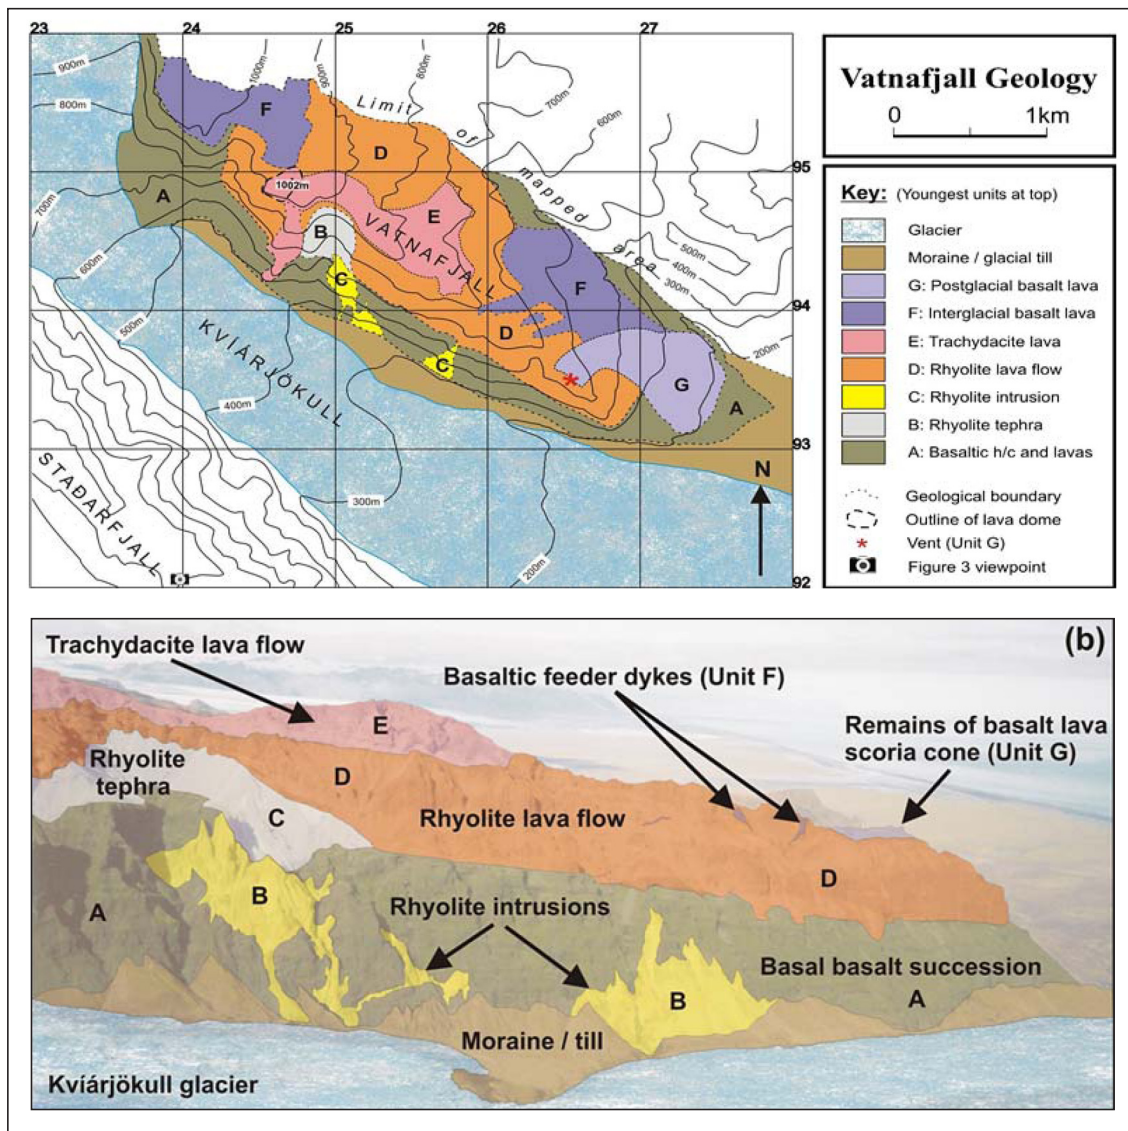 23
24
25
26
27
900m
800m
1000m
900m
800m
700m
600m
Limit
of
mapped
area
F
D
95
1002m
A
E
B
VATNAFJALL
700m
500m
400m
300m
600m
C
F
94
D
200m
500m
KVIÁRJÖKULL
C
G
A
400m
93
N
STAÐARFJALL
300m
200m
92
Vatnafjall Geology
0
1km
Key: (Youngest units at top)
Glacier
Moraine / glacial till
G: Postglacial basalt lava
F: Interglacial basalt lava
E: Trachydacite lava
D: Rhyolite lava flow
C: Rhyolite intrusion
B: Rhyolite tephra
A: Basaltic h/c and lavas
Geological boundary
Outline of lava dome
Vent (Unit G)
Figure 3 viewpoint
(b)
Trachydacite lava flow
Basaltic feeder dykes (Unit F)
Remains of basalt lava
scoria cone (Unit G)
E
Rhyolite
tephra
D
C
Rhyolite lava flow
D
B
A
Rhyolite intrusions
Basal basalt succession
B
A
Moraine / till
Kvíárjökull glacier